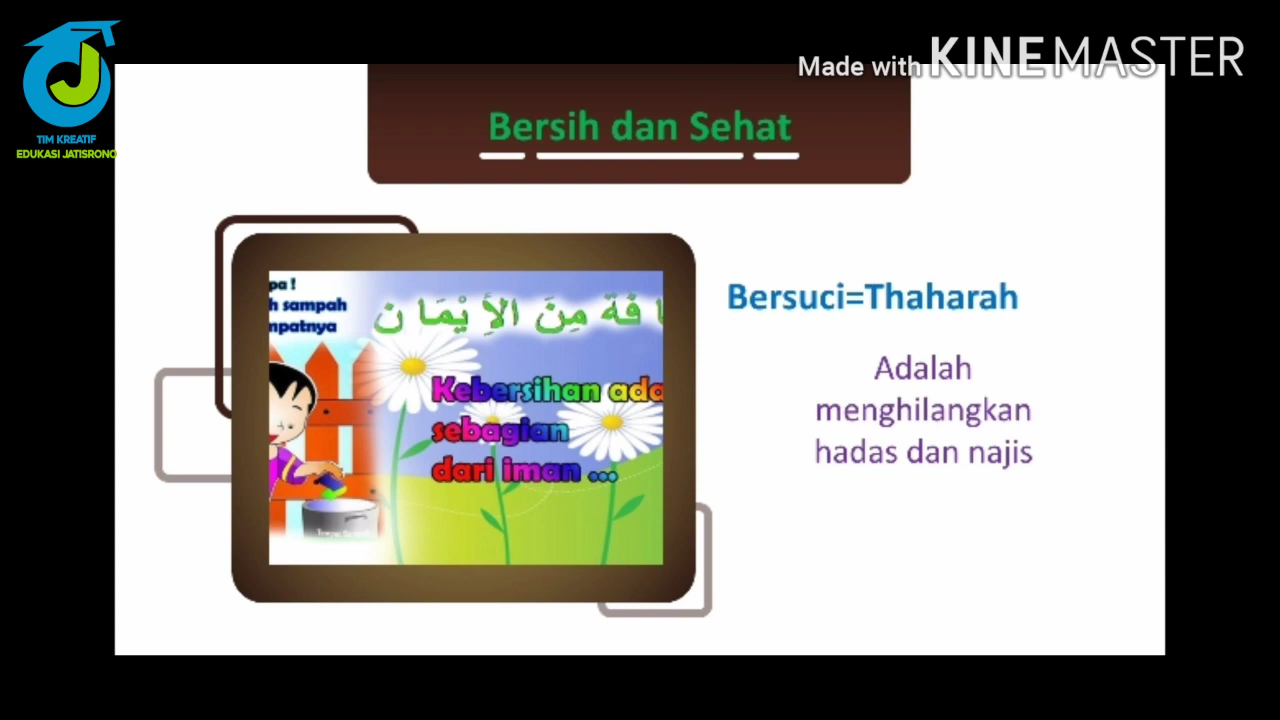 TIM KREATIF
EDUKASI JATISRONO
Made with KINEMASTER
Bersih dan Sehat
pa !
h sampah
mpatnya
فَة مِنَ الإَ يْمَا ن
Kebersihan ada
sebagian
dari iman ...
Bersuci=Thaharah
Adalah
menghilangkan
hadas dan najis